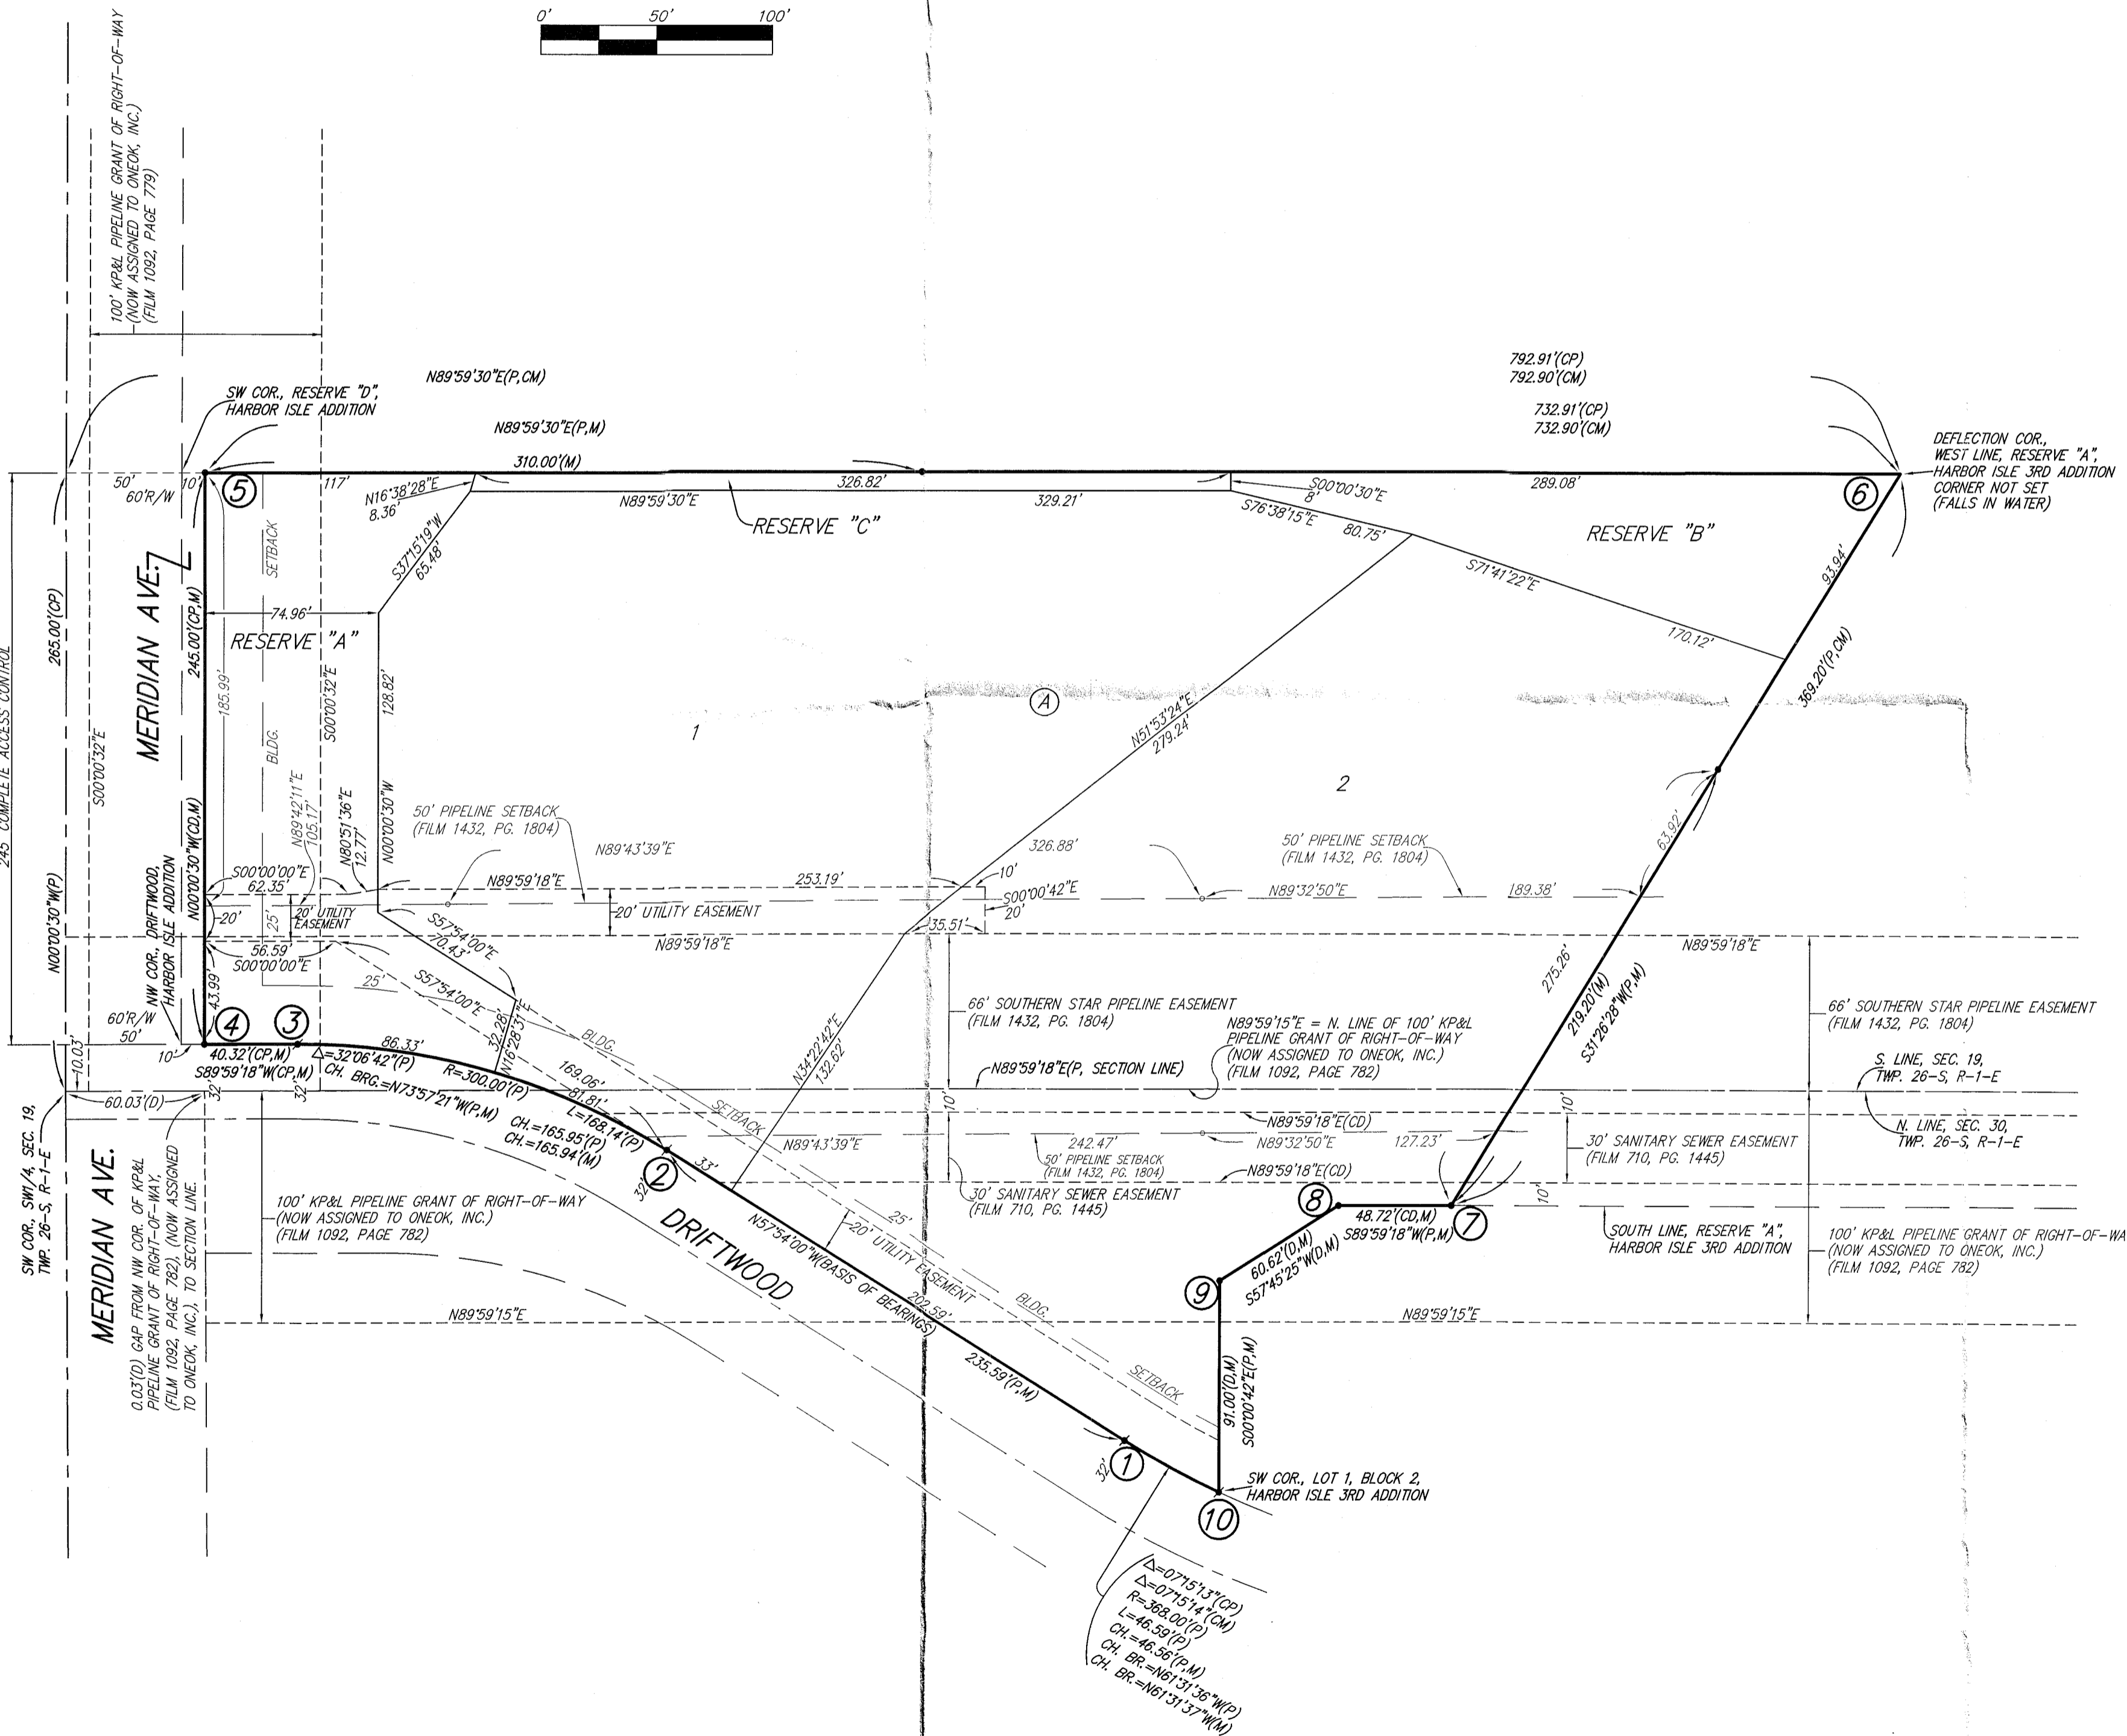 0' 50' 100'
100' KP&L PIPELINE GRANT OF RIGHT-OF-WAY
(NOW ASSIGNED TO ONEOK, INC.)
(FILM 1092, PAGE 779)
792.91'(CP)
792.90'(CM)
N89°59'30"E(P,CM)
SW COR., RESERVE "D",
HARBOR ISLE ADDITION
732.91'(CP)
732.90'(CM)
N89°59'30"E(P,M)
DEFLECTION COR.,
WEST LINE, RESERVE "A",
HARBOR ISLE 3RD ADDITION
CORNER NOT SET
(FALLS IN WATER)
310.00'(M)
50' 10'
60'R/W
5
117'
N16°38'28"E
8.36'
326.82'
N89°59'30"E
329.21'
S00°00'30"E
8'
289.08'
6
RESERVE "C"
S76°38'15"E 80.75'
RESERVE "B"
S71°41'22"E
170.12'
93.94'
369.20'(P,CM)
S37°15'19"W
65.48'
SETBACK
BLDG.
MERIDIAN AVE.
245.00'(CP,M)
N00°00'30"W(CD,M)
265.00'(CP)
N00°00'30"W(P)
S00°00'32"E
245' COMPLETE ACCESS CONTROL
185.99'
74.96'
RESERVE "A"
S00°00'32"E
128.82'
N00°00'30"W
A
1
N51°53'24"E
279.24'
2
N89°42'11"E
105.17'
N80°51'36"E
12.77'
50' PIPELINE SETBACK
(FILM 1432, PG. 1804)
N89°43'39"E
326.88'
50' PIPELINE SETBACK
(FILM 1432, PG. 1804)
63.92'
NW COR., DRIFTWOOD,
HARBOR ISLE ADDITION
S00°00'00"E
62.35'
20'
20' UTILITY
EASEMENT
25'
N89°59'18"E
253.19'
10'
S00°00'42"E
20'
N89°32'50"E
189.38'
20' UTILITY EASEMENT
35.51'
56.59'
S00°00'00"E
43.99'
25'
S57°54'00"E
70.43'
S57°54'00"E
N89°59'18"E
N89°59'18"E
275.26'
219.20'(M)
S31°26'28"W(P,M)
66' SOUTHERN STAR PIPELINE EASEMENT
(FILM 1432, PG. 1804)
N89°59'15"E = N. LINE OF 100' KP&L
PIPELINE GRANT OF RIGHT-OF-WAY
(NOW ASSIGNED TO ONEOK, INC.)
(FILM 1092, PAGE 782)
66' SOUTHERN STAR PIPELINE EASEMENT
(FILM 1432, PG. 1804)
60'R/W
50'
10'
4
3
10.03'
40.32'(CP,M)
S89°59'18"W(CP,M)
86.33'
△=32°06'42"(P)
R=300.00'(P)
CH. BRG.=N73°57'21"W(P,M)
32.28'
N16°28'31"E
BLDG.
SETBACK
169.06'
81.81'
L=168.14'(P)
CH.=165.95'(P)
CH.=165.94'(M)
N34°22'42"E
132.62'
N89°59'18"E(P, SECTION LINE)
S. LINE, SEC. 19,
TWP. 26-S, R-1-E
N. LINE, SEC. 30,
TWP. 26-S, R-1-E
60.03'(D)
32'
32'
SW COR., SW1/4, SEC. 19,
TWP. 26-S, R-1-E
N89°59'18"E(CD)
10'
N89°43'39"E
242.47'
N89°32'50"E
127.23'
10'
30' SANITARY SEWER EASEMENT
(FILM 710, PG. 1445)
50' PIPELINE SETBACK
(FILM 1432, PG. 1804)
N89°59'18"E(CD)
33'
2
32'
30' SANITARY SEWER EASEMENT
(FILM 710, PG. 1445)
8
48.72'(CD,M)
S89°59'18"W(P,M)
7
10'
SOUTH LINE, RESERVE "A",
HARBOR ISLE 3RD ADDITION
100' KP&L PIPELINE GRANT OF RIGHT-OF-WA
(NOW ASSIGNED TO ONEOK, INC.)
(FILM 1092, PAGE 782)
MERIDIAN AVE.
0.03'(D) GAP FROM NW COR. OF KP&L
PIPELINE GRANT OF RIGHT-OF-WAY,
(FILM 1092, PAGE 782), (NOW ASSIGNED
TO ONEOK, INC.), TO SECTION LINE.
100' KP&L PIPELINE GRANT OF RIGHT-OF-WAY
(NOW ASSIGNED TO ONEOK, INC.)
(FILM 1092, PAGE 782)
DRIFTWOOD
N57°54'00"W(BASIS OF BEARINGS)
202.59'
25'
20' UTILITY EASEMENT
BLDG.
SETBACK
60.62'(D,M)
S57°45'25"W(D,M)
9
N89°59'15"E
N89°59'15"E
235.59'(P,M)
91.00'(D,M)
S00°00'42"E(P,M)
1
32'
SW COR., LOT 1, BLOCK 2,
HARBOR ISLE 3RD ADDITION
10
△=07°15'13"(CP)
△=07°15'14"(CM)
R=368.00'(P)
L=46.59'(P)
CH.=46.56'(P,M)
CH. BR.=N61°31'36"W(P)
CH. BR.=N61°31'37"W(M)